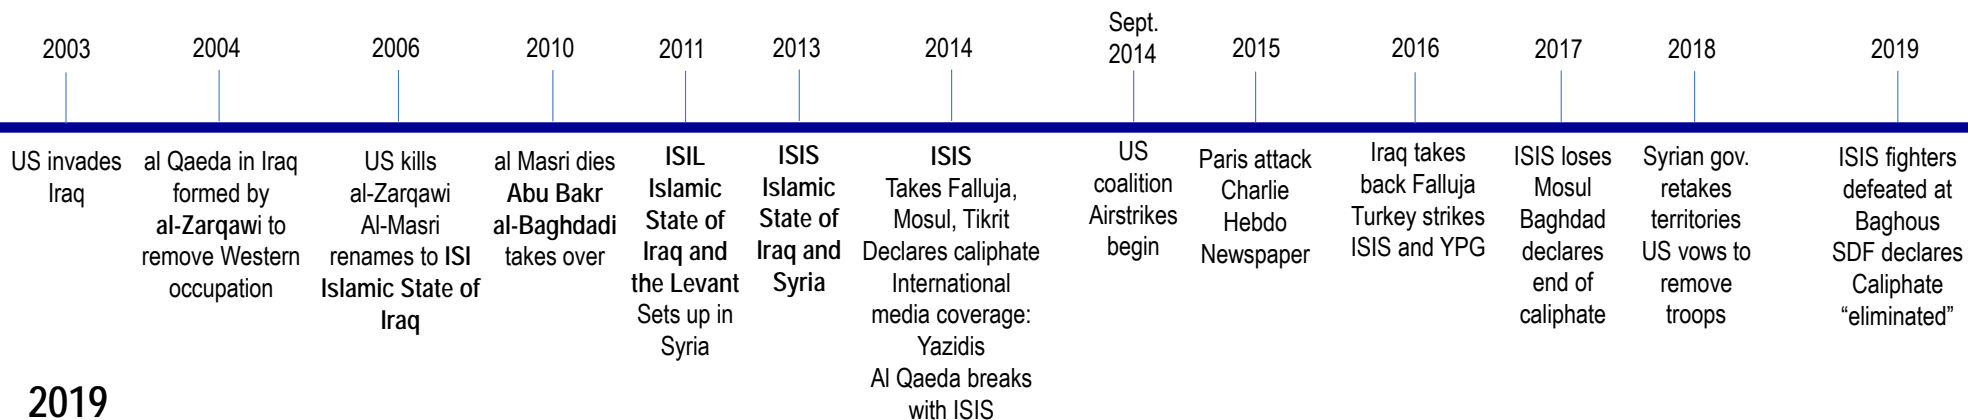 2003
US invades
Iraq
2004
al Qaeda in Iraq
formed by
al-Zarqawi to
remove Western
occupation
2006
US kills
al-Zarqawi
Al-Masri
renames to ISI
Islamic State of
Iraq
2010
al Masri dies
Abu Bakr
al-Baghdadi
takes over
2011
ISIL
Islamic
State of
Iraq and
the Levant
Sets up in
Syria
2013
ISIS
Islamic
State of
Iraq and
Syria
2014
ISIS
Takes Falluja,
Mosul, Tikrit
Declares caliphate
International
media coverage:
Yazidis
Al Qaeda breaks
with ISIS
Sept.
2014
US
coalition
Airstrikes
begin
2015
Paris attack
Charlie
Hebdo
Newspaper
2016
Iraq takes
back Falluja
Turkey strikes
ISIS and YPG
2017
ISIS loses
Mosul
Baghdad
declares
end of
caliphate
2018
Syrian gov.
retakes
territories
US vows to
remove
troops
2019
ISIS fighters
defeated at
Baghous
SDF declares
Caliphate
“eliminated”
2019